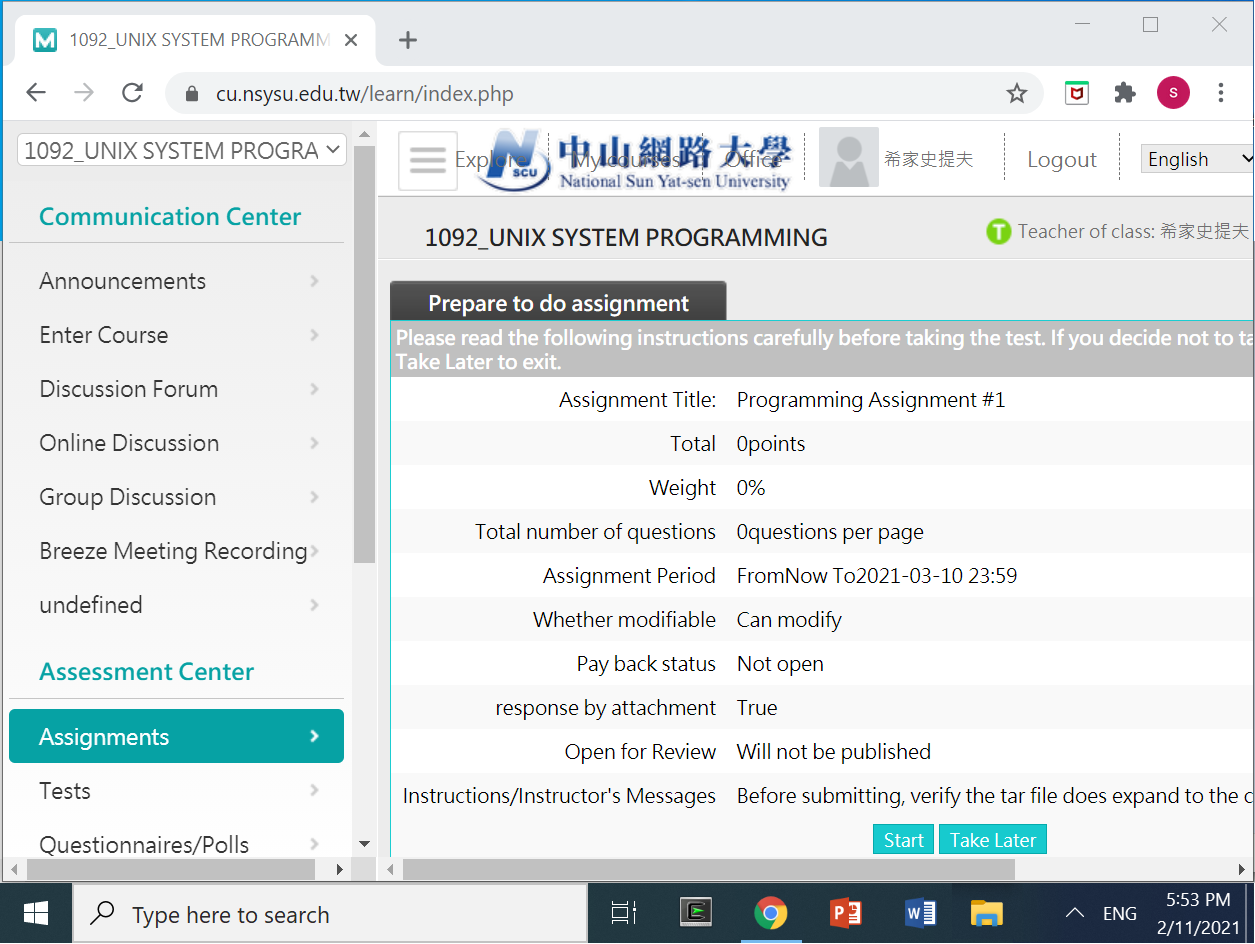 1092_UNIX SYSTEM PROGRAMM
cu.nsysu.edu.tw/learn/index.php
S
1092_UNIX SYSTEM PROGRA
Communication Center
Announcements
Enter Course
Discussion Forum
Online Discussion
Group Discussion
Breeze Meeting Recording
undefined
Assessment Center
Assignments
Tests
Questionnaires/Polls
Explore
My courses
Office
NSCU
中山網路大學
National Sun Yat-sen University
希家史提夫
Logout
English
1092_UNIX SYSTEM PROGRAMMING
T Teacher of class: 希家史提夫
Prepare to do assignment
Please read the following instructions carefully before taking the test. If you decide not to ta
Take Later to exit.
Assignment Title: Programming Assignment #1
Total 0points
Weight 0%
Total number of questions 0questions per page
Assignment Period FromNow To2021-03-10 23:59
Whether modifiable Can modify
Pay back status Not open
response by attachment True
Open for Review Will not be published
Instructions/Instructor's Messages Before submitting, verify the tar file does expand to the c
Start Take Later
Type here to search
ENG
5:53 PM
2/11/2021